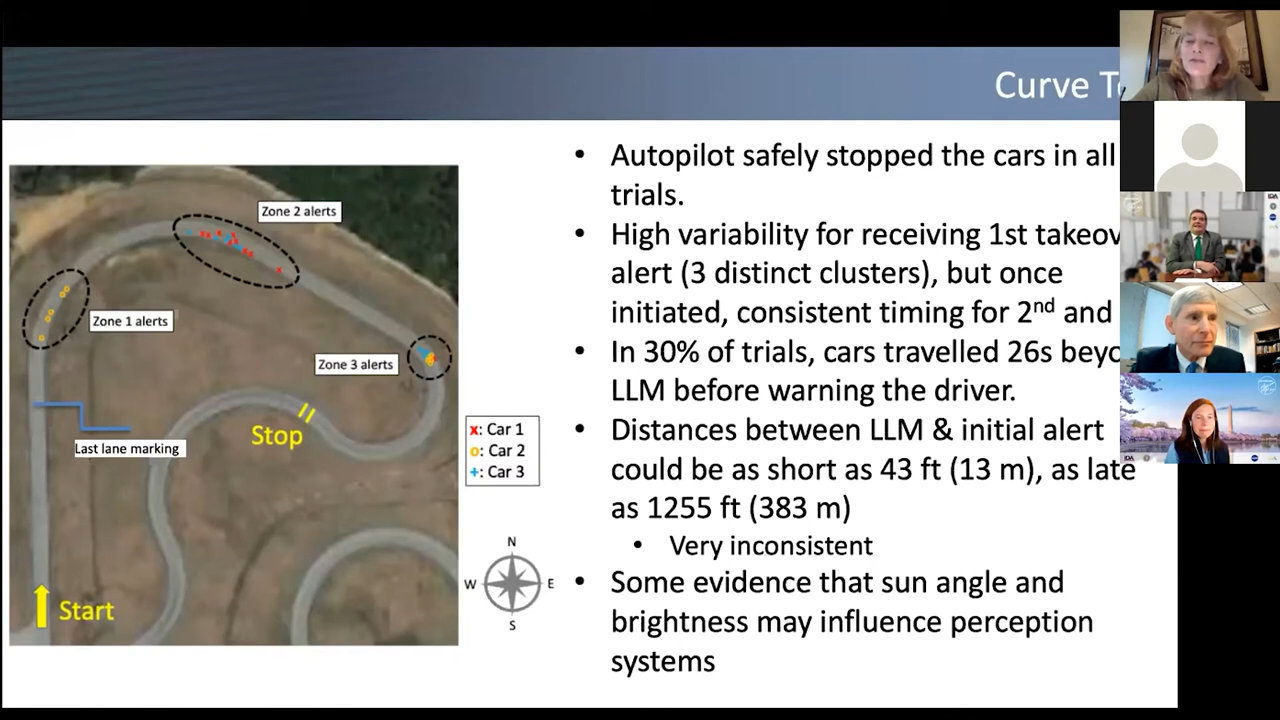 Curve
• Autopilot safely stopped the cars in all
trials.
• High variability for receiving 1st
alert (3 distinct clusters), but once
initiated, consistent timing for 2nd and
• In 30% of trials, cars travelled 26s
LLM before warning the driver.
• Distances between LLM & initial alert
could be as short as 43 ft (13 m), as late
as 1255 ft (383 m)
• Very inconsistent
• Some evidence that sun angle and
brightness may influence perception
systems
Zone 2 alerts
Zone 1 alerts
Zone 3 alerts
Last lane marking
Stop
Start
x: Car 1
o: Car 2
+: Car 3
N
W E
S
IDA